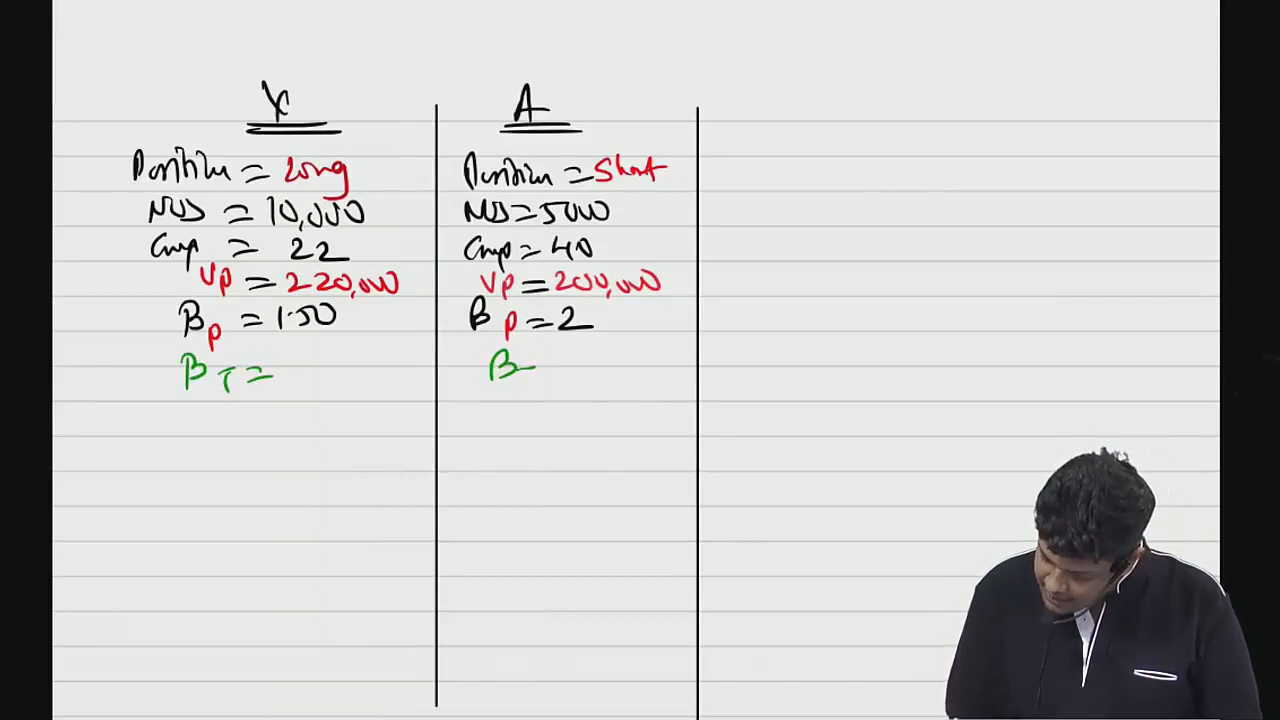 X
Position = Long
NOS = 10,000
Cmp = 22
Vp = 220,000
Bp = 1.50
BT =
A
Position = Short
NOS = 5000
Cmp = 40
Vp = 200,000
Bp = 2
B